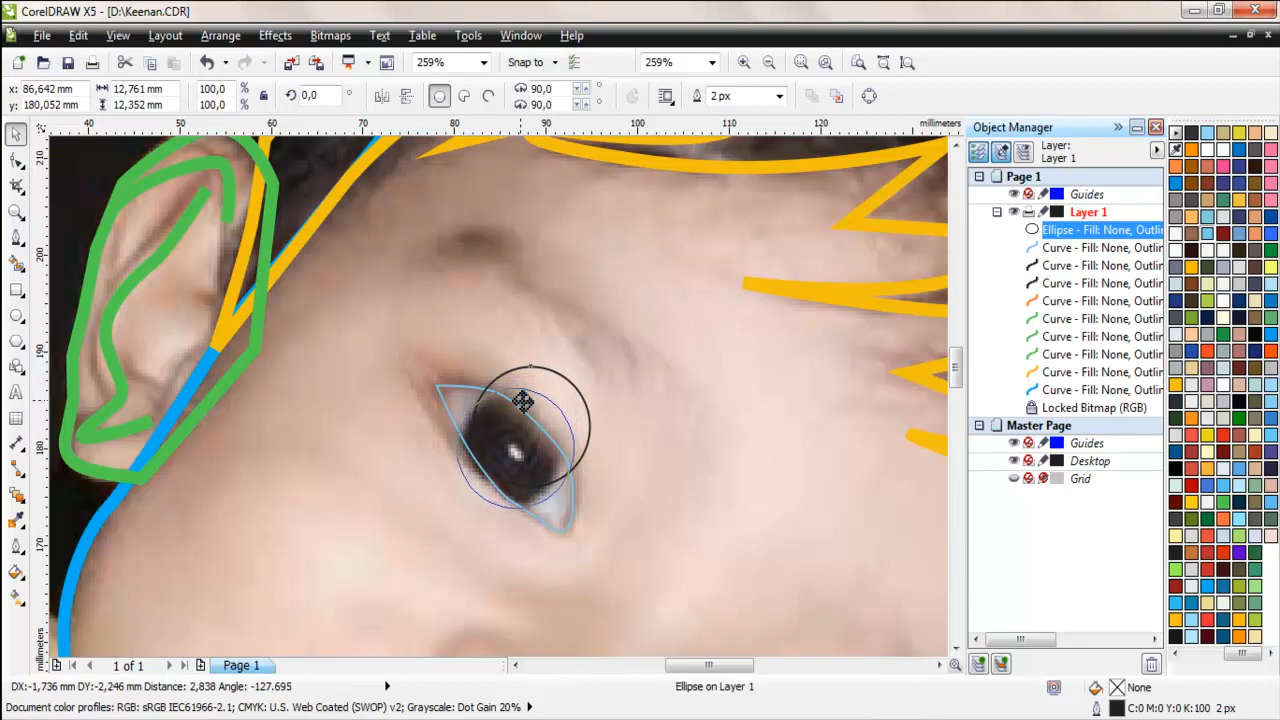 CorelDRAW X5 - [D:\Keenan.CDR]
File Edit View Layout Arrange Effects Bitmaps Text Table Tools Window Help
259% Snap to 259%
x: 86,642 mm 12,761 mm 100,0 % 0,0 90,0 ° 2 px
y: 180,052 mm 12,352 mm 100,0 % 90,0 °
40 50 60 70 80 90 100 110 120 millimeters
210
200
190
180
170
millimeters
Object Manager
Layer:
Layer 1
Page 1
Guides
Layer 1
Ellipse - Fill: None, Outlin
Curve - Fill: None, Outlin
Curve - Fill: None, Outlin
Curve - Fill: None, Outlin
Curve - Fill: None, Outlin
Curve - Fill: None, Outlin
Curve - Fill: None, Outlin
Curve - Fill: None, Outlin
Curve - Fill: None, Outlin
Curve - Fill: None, Outlin
Locked Bitmap (RGB)
Master Page
Guides
Desktop
Grid
1 of 1 Page 1
DX:-1,736 mm DY:-2,246 mm Distance: 2,838 Angle: -127.695 Ellipse on Layer 1 None
Document color profiles: RGB: sRGB IEC61966-2.1; CMYK: U.S. Web Coated (SWOP) v2; Grayscale: Dot Gain 20% C:0 M:0 Y:0 K:100 2 px